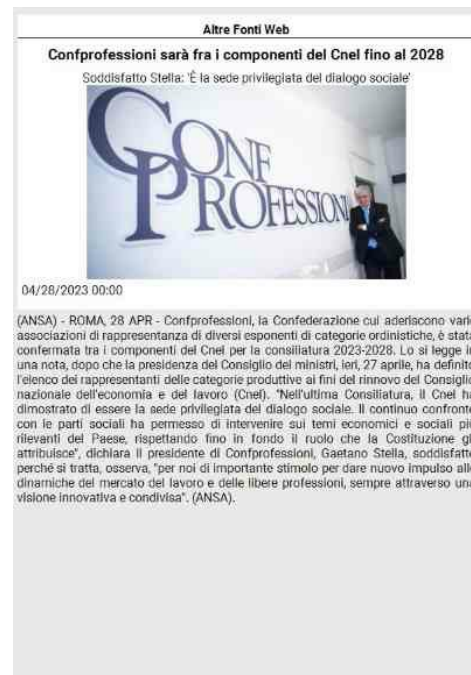 Altre Fonti Web
Confprofessioni sarà fra i componenti del Cnel fino al 2028
Soddisfatto Stella: 'È la sede privilegiata del dialogo sociale'
CONF
PROFESSIONI
04/28/2023 00:00
(ANSA) - ROMA, 28 APR - Confprofessioni, la Confederazione cui aderiscono varie
associazioni di rappresentanza di diversi esponenti di categorie ordinistiche, è stata
confermata tra i componenti del Cnel per la consiliatura 2023-2028. Lo si legge in
una nota, dopo che la presidenza del Consiglio dei ministri, ieri, 27 aprile, ha definito
l'elenco dei rappresentanti delle categorie produttive ai fini del rinnovo del Consiglio
nazionale dell'economia e del lavoro (Cnel). "Nell'ultima Consiliatura, il Cnel ha
dimostrato di essere la sede privilegiata del dialogo sociale. Il continuo confronto
con le parti sociali ha permesso di intervenire sui temi economici e sociali più
rilevanti del Paese, rispettando fino in fondo il ruolo che la Costituzione gli
attribuisce", dichiara il presidente di Confprofessioni, Gaetano Stella, soddisfatto
perché si tratta, osserva, "per noi di importante stimolo per dare nuovo impulso alle
dinamiche del mercato del lavoro e delle libere professioni, sempre attraverso una
visione innovativa e condivisa". (ANSA).